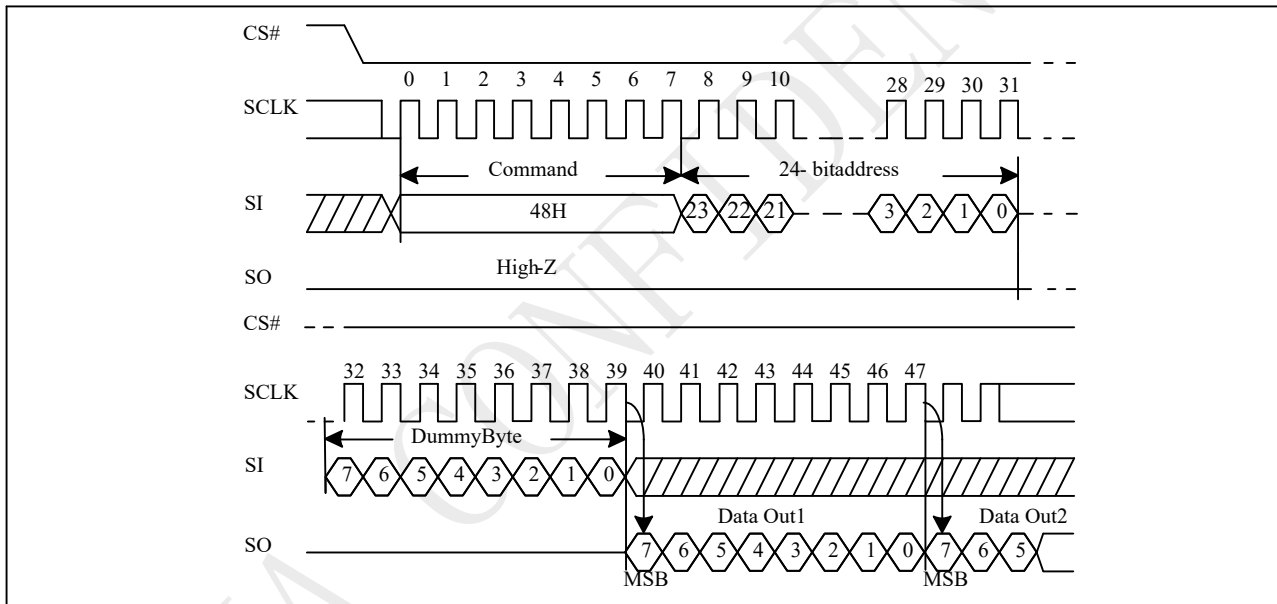 CS#
0 1 2 3 4 5 6 7 8 9 10 28 29 30 31
SCLK
Command 24- bitaddress
SI 48H 23 22 21 3 2 1 0
High-Z
SO
CS#
32 33 34 35 36 37 38 39 40 41 42 43 44 45 46 47
SCLK
DummyByte
SI 7 6 5 4 3 2 1 0
Data Out1 Data Out2
SO 7 6 5 4 3 2 1 0 7 6 5
MSB MSB